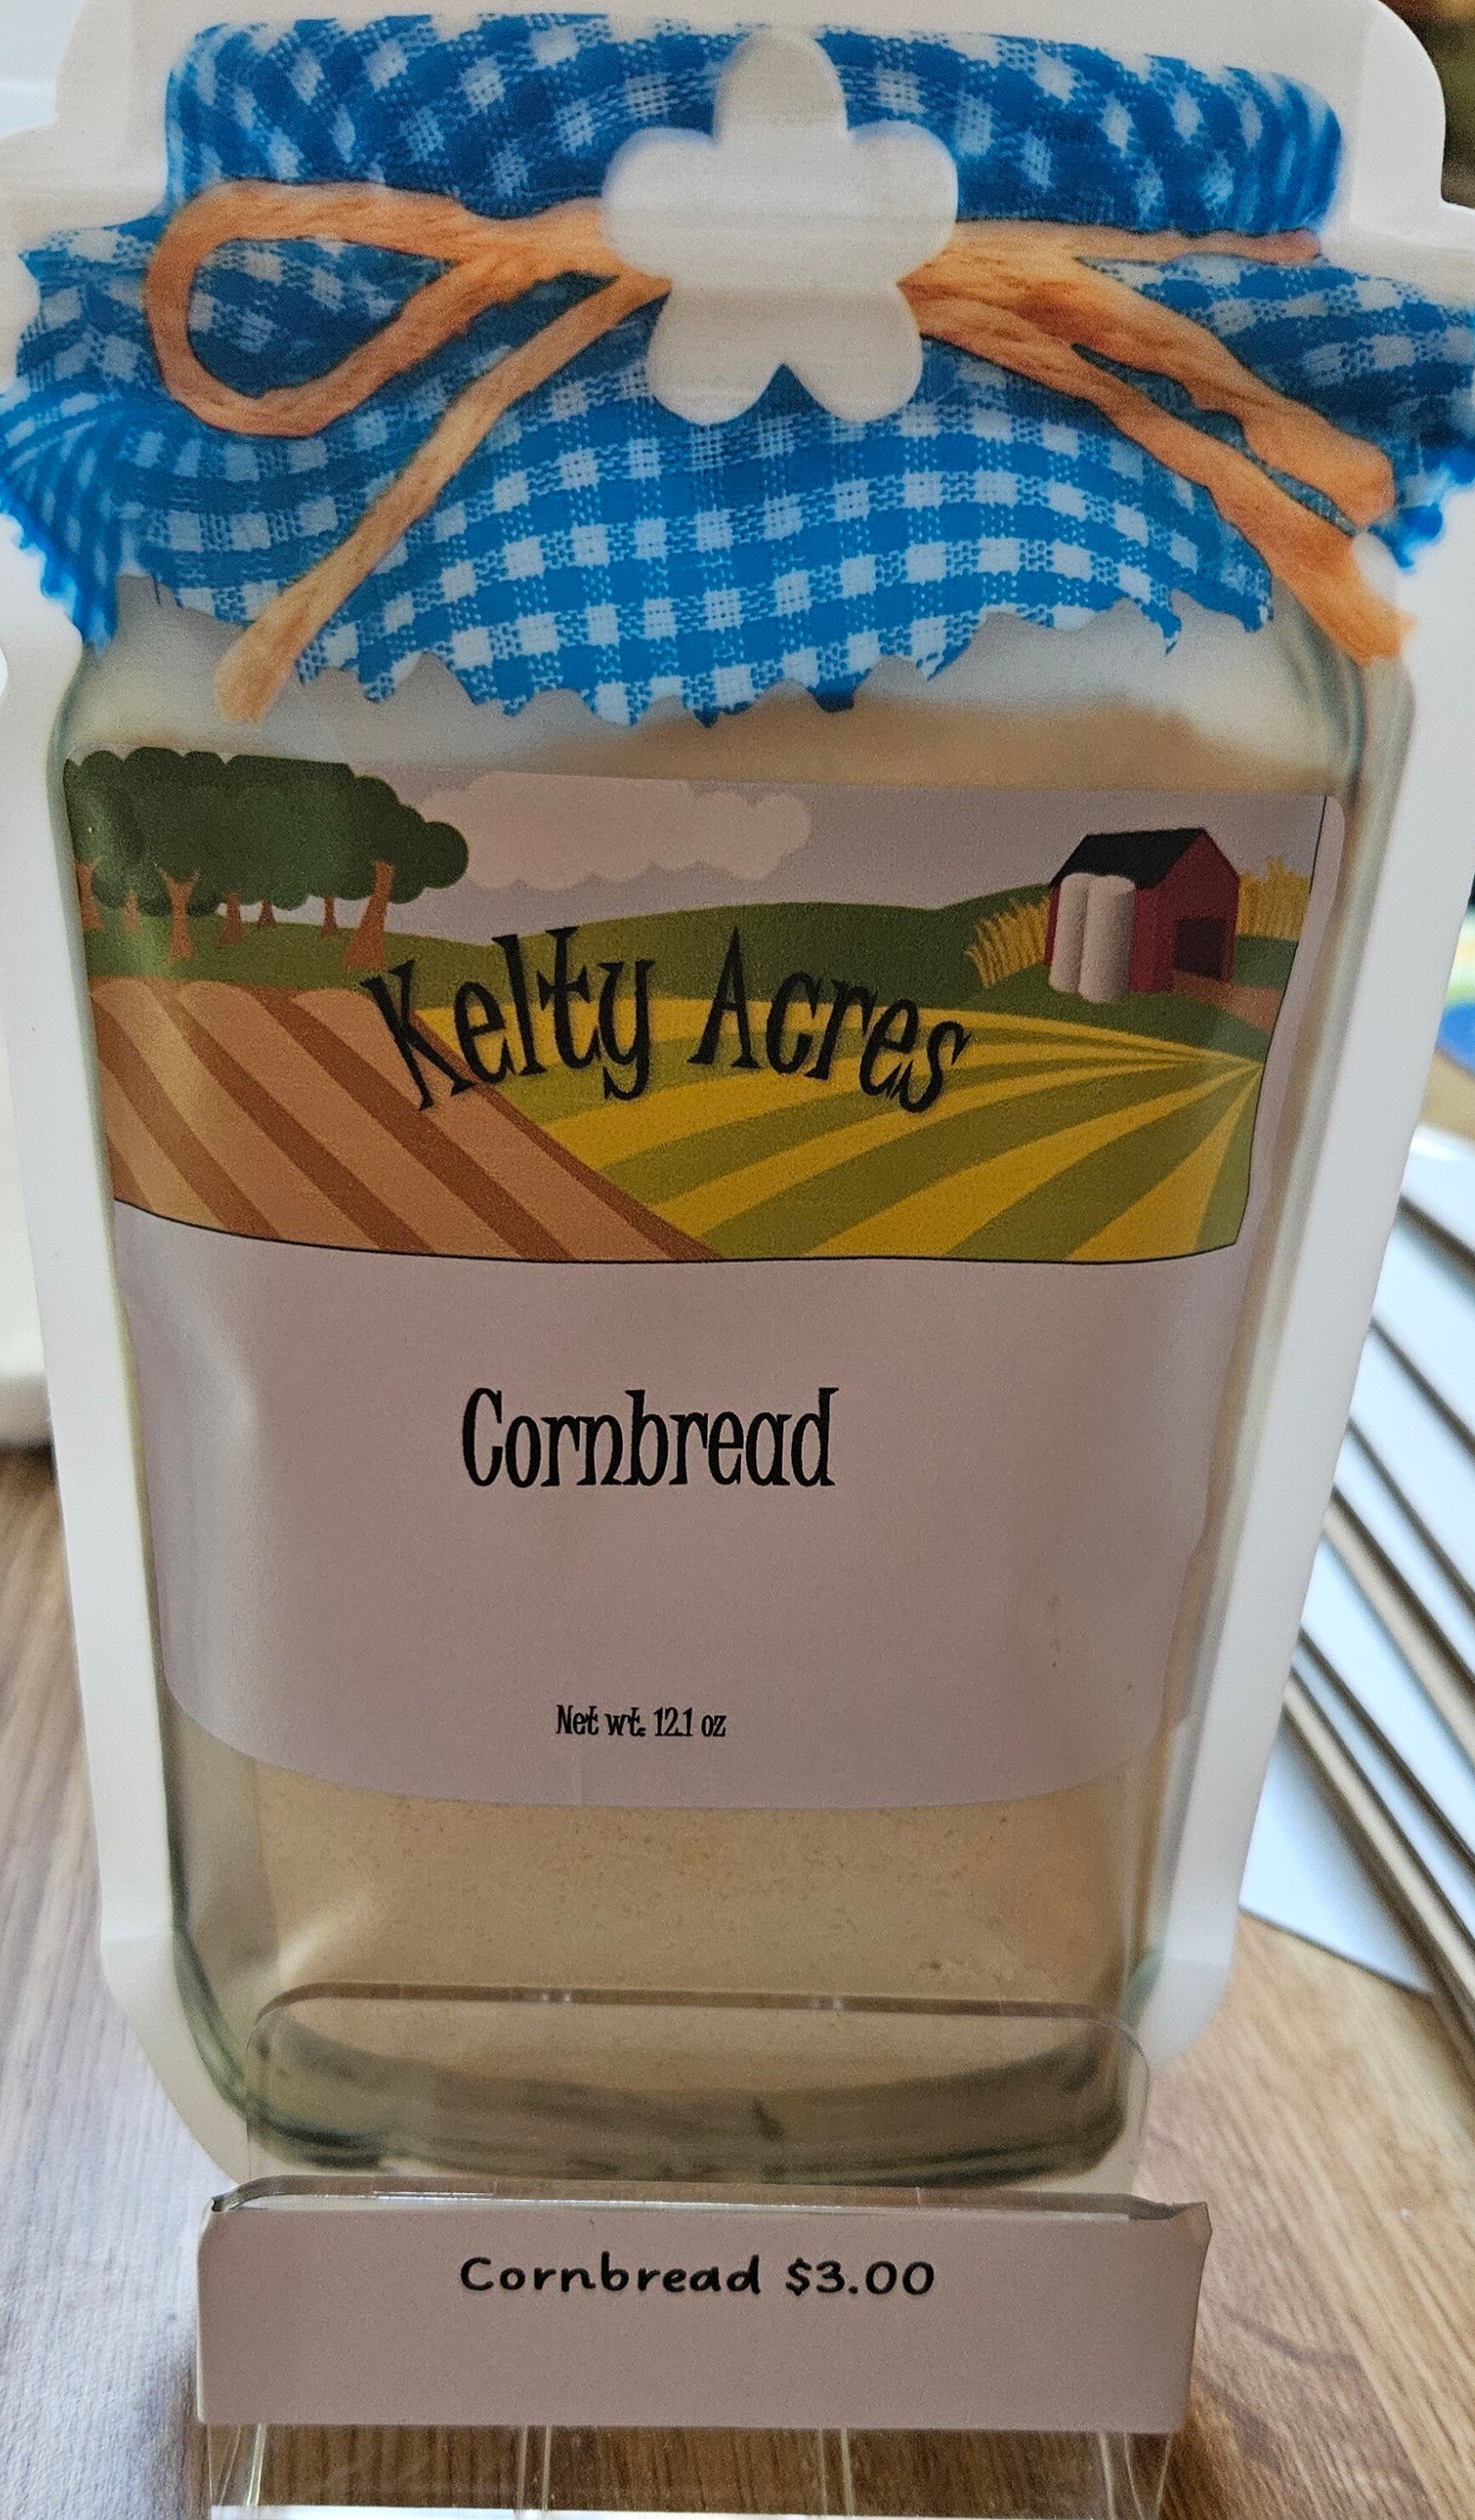 Kelty Acres
Cornbread
Net wt. 12.1 oz
Cornbread $3.00